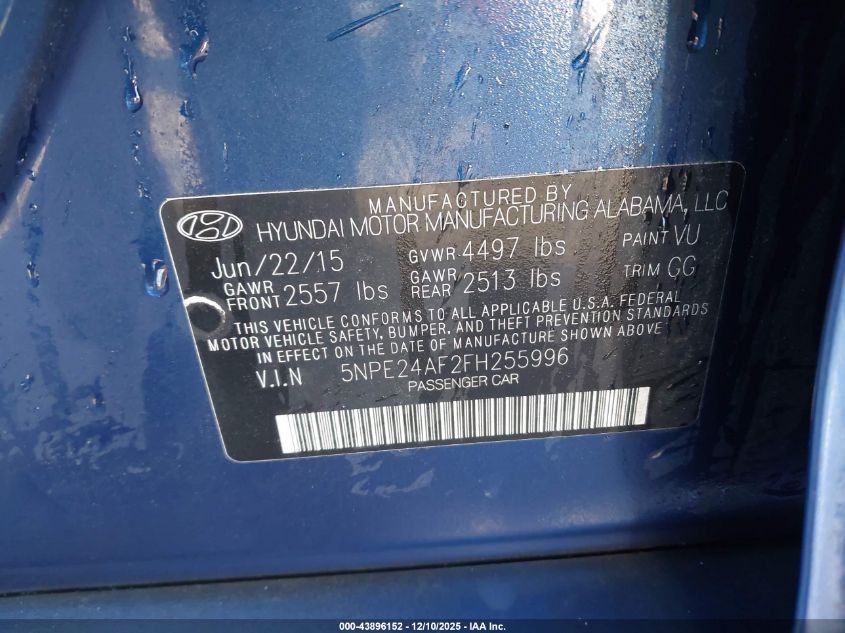 MANUFACTURED BY
HYUNDAI MOTOR MANUFACTURING ALABAMA, LLC
Jun/22/15 GVWR 4497 lbs PAINT VU
GAWR FRONT 2557 lbs GAWR REAR 2513 lbs TRIM GG
THIS VEHICLE CONFORMS TO ALL APPLICABLE U.S.A. FEDERAL
MOTOR VEHICLE SAFETY, BUMPER, AND THEFT PREVENTION STANDARDS
IN EFFECT ON THE DATE OF MANUFACTURE SHOWN ABOVE
V.I.N 5NPE24AF2FH255996
PASSENGER CAR
000-43896152 - 12/10/2025 - IAA Inc.